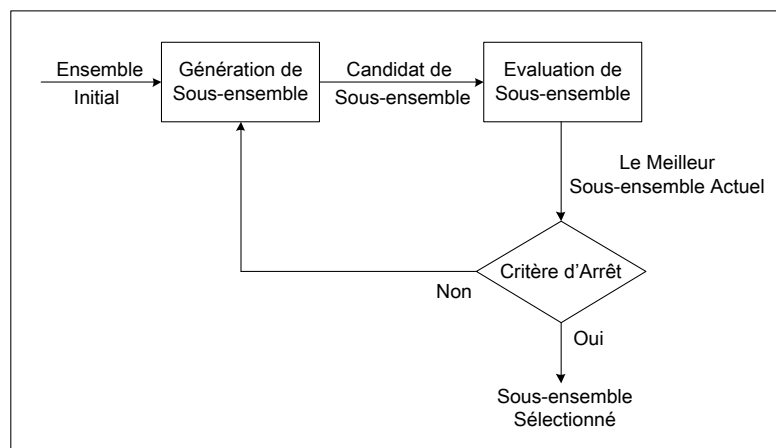 Ensemble
Initial
Génération de
Sous-ensemble
Candidat de
Sous-ensemble
Evaluation de
Sous-ensemble
Le Meilleur
Sous-ensemble Actuel
Critère d'Arrêt
Non
Oui
Sous-ensemble
Sélectionné